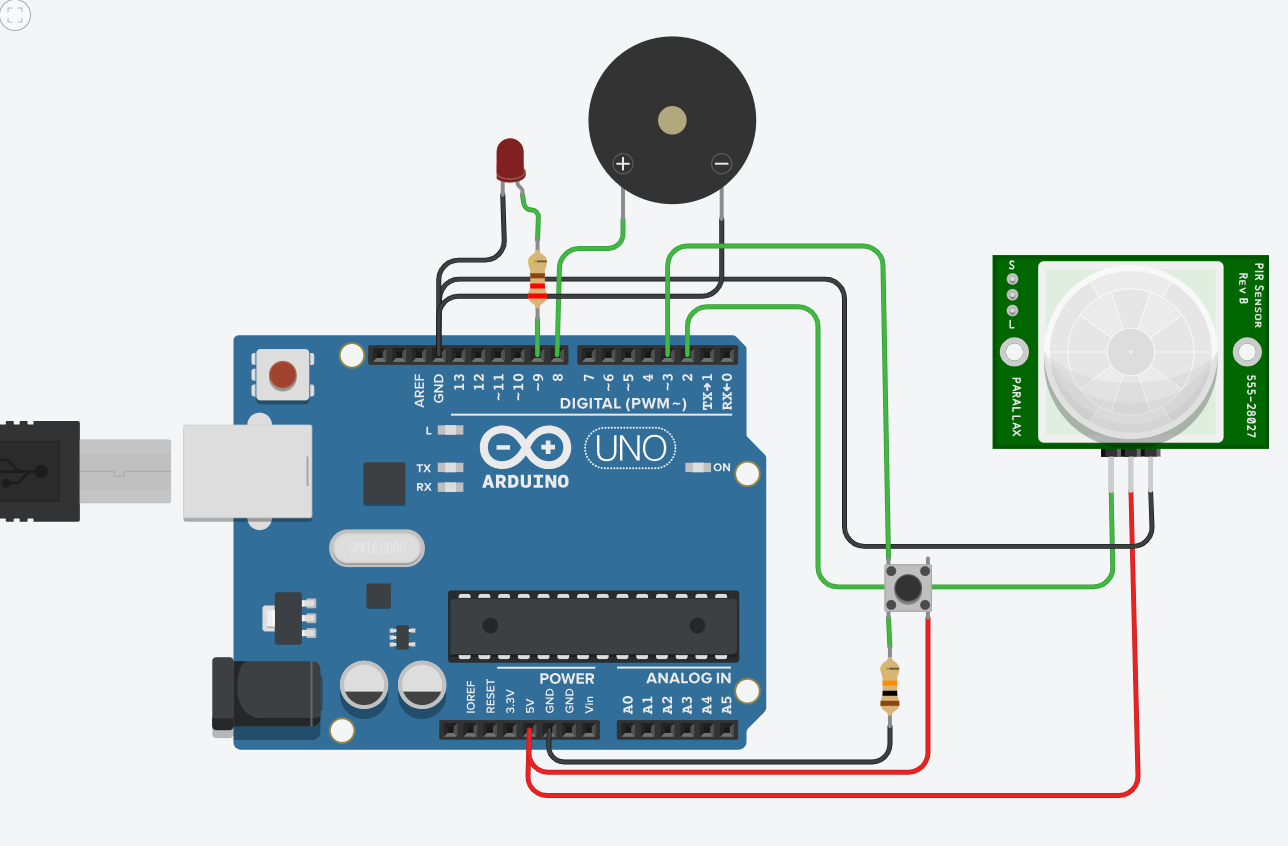 +
−
S
L
PIR SENSOR
REV B
PARALLAX
555-28027
AREF
GND
13
12
~11
~10
~9
8
7
~6
~5
4
~3
2
TX→1
RX←0
DIGITAL (PWM~)
L
TX
RX
ON
UNO
ARDUINO
SPK16.000G
POWER
ANALOG IN
IOREF
RESET
3.3V
5V
GND
GND
Vin
A0
A1
A2
A3
A4
A5